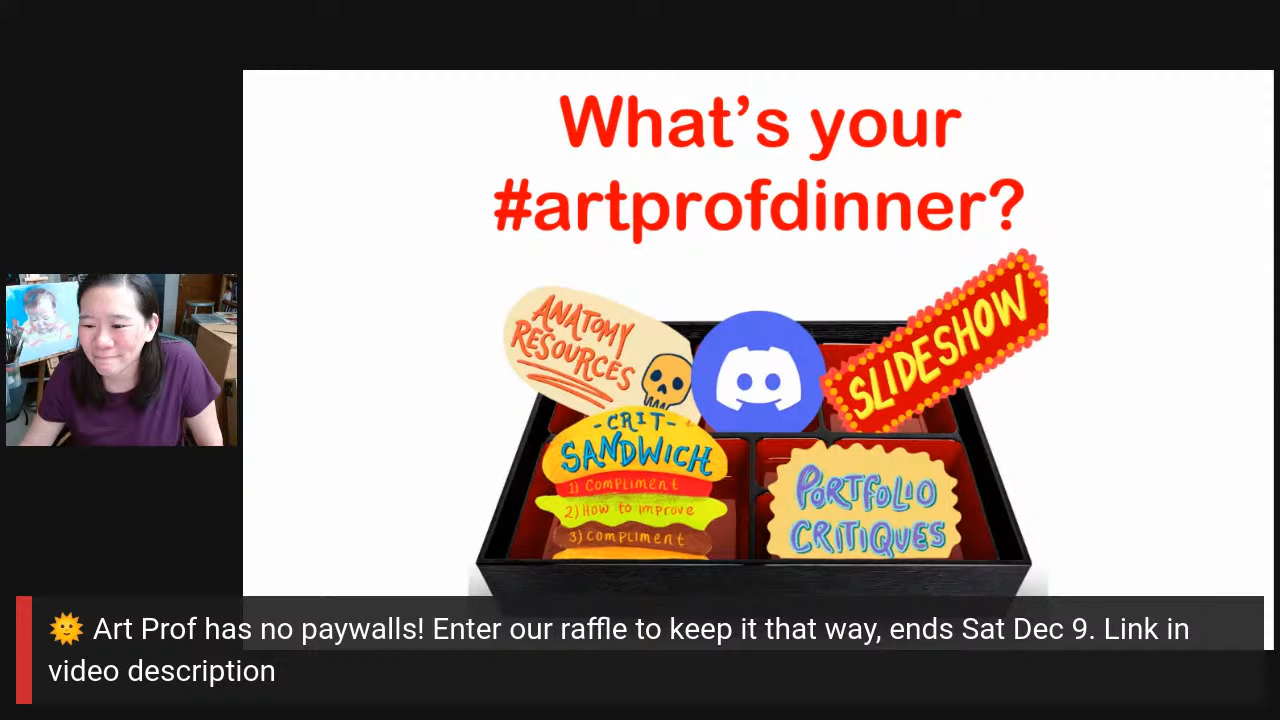 What's your
#artprofdinner?
ANATOMY
RESOURCES
SLIDESHOW
-CRIT-
SANDWICH
1) COMPLIMENT
2) HOW TO improve
3) COMPLIMENT
PORTFOLIO
CRITIQUES
🌞 Art Prof has no paywalls! Enter our raffle to keep it that way, ends Sat Dec 9. Link in
video description